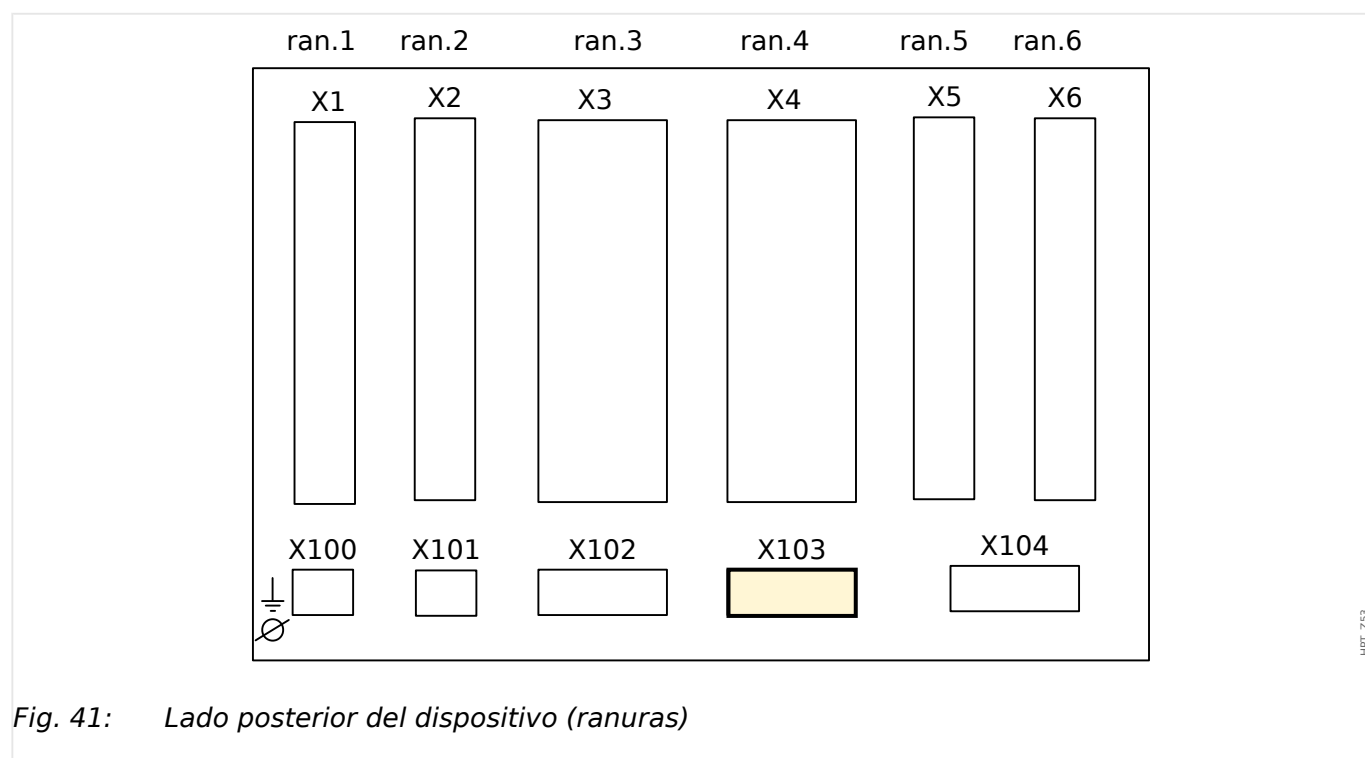 ran.1 ran.2 ran.3 ran.4 ran.5 ran.6
X1 X2 X3 X4 X5 X6
X100 X101 X102 X103 X104
Fig. 41: Lado posterior del dispositivo (ranuras)